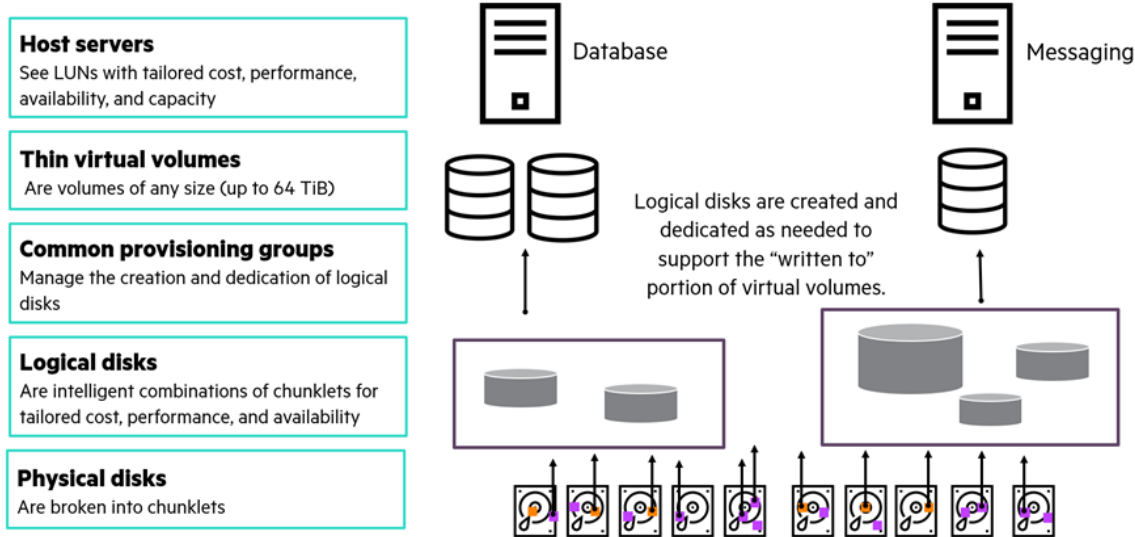 Host servers
See LUNs with tailored cost, performance,
availability, and capacity
Thin virtual volumes
Are volumes of any size (up to 64 TiB)
Common provisioning groups
Manage the creation and dedication of logical
disks
Logical disks
Are intelligent combinations of chunklets for
tailored cost, performance, and availability
Physical disks
Are broken into chunklets
Database
Messaging
Logical disks are created and
dedicated as needed to
support the “written to”
portion of virtual volumes.